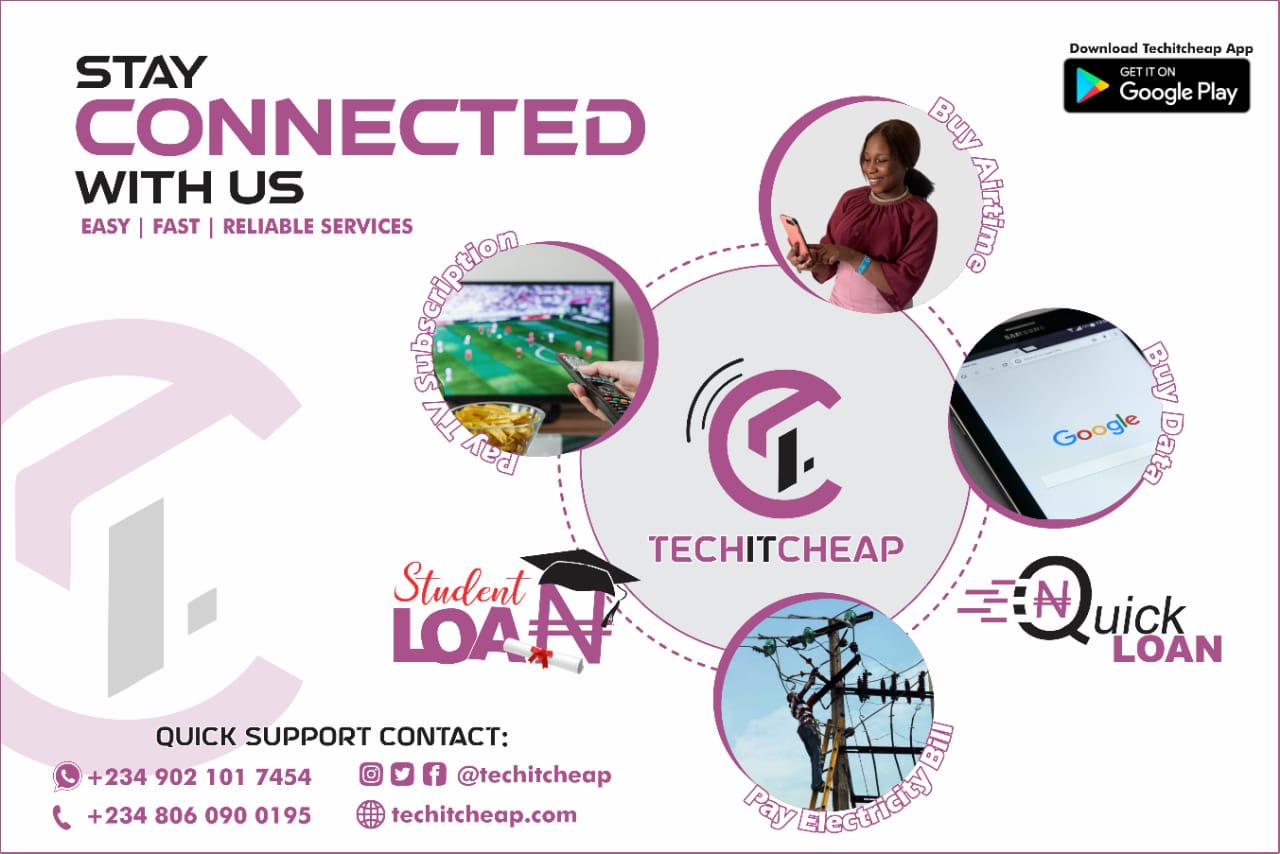 STAY
CONNECTED
WITH US
EASY | FAST | RELIABLE SERVICES
Download Techitcheap App
GET IT ON
Google Play
Buy Airtime
Pay TV Subscription
SAMSUNG
Google
Buy Data
TECHITCHEAP
Student
LOA₦
₦Quick
LOAN
Pay Electricity Bill
QUICK SUPPORT CONTACT:
+234 902 101 7454
@techitcheap
+234 806 090 0195
techitcheap.com